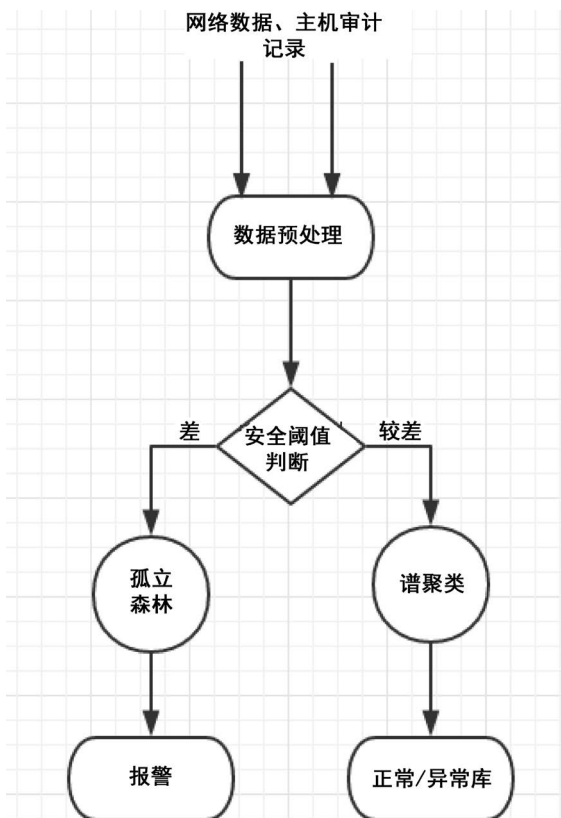 网络数据、主机审计
记录
数据预处理
差
安全阈值
判断
较差
孤立
森林
谱聚类
报警
正常/异常库